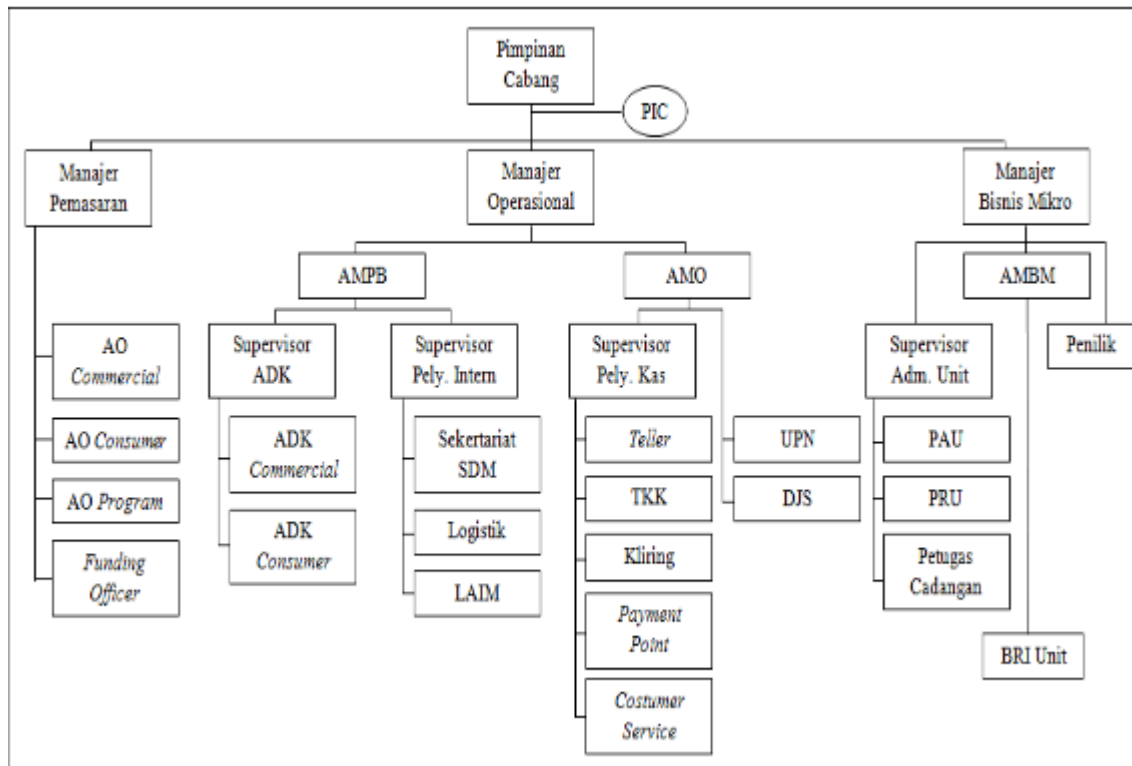 Pimpinan
Cabang
PIC
Manajer
Pemasaran
Manajer
Operasional
Manajer
Bisnis Mikro
AMPB
AMO
AMBM
Supervisor
ADK
Supervisor
Pely. Intern
Supervisor
Pely. Kas
Supervisor
Adm. Unit
Penilik
AO
Commercial
AO Consumer
AO Program
Funding
Officer
ADK
Commercial
ADK
Consumer
Sekertariat
SDM
Logistik
LAIM
Teller
TKK
Kliring
Payment
Point
Costumer
Service
UPN
DJS
PAU
PRU
Petugas
Cadangan
BRI Unit